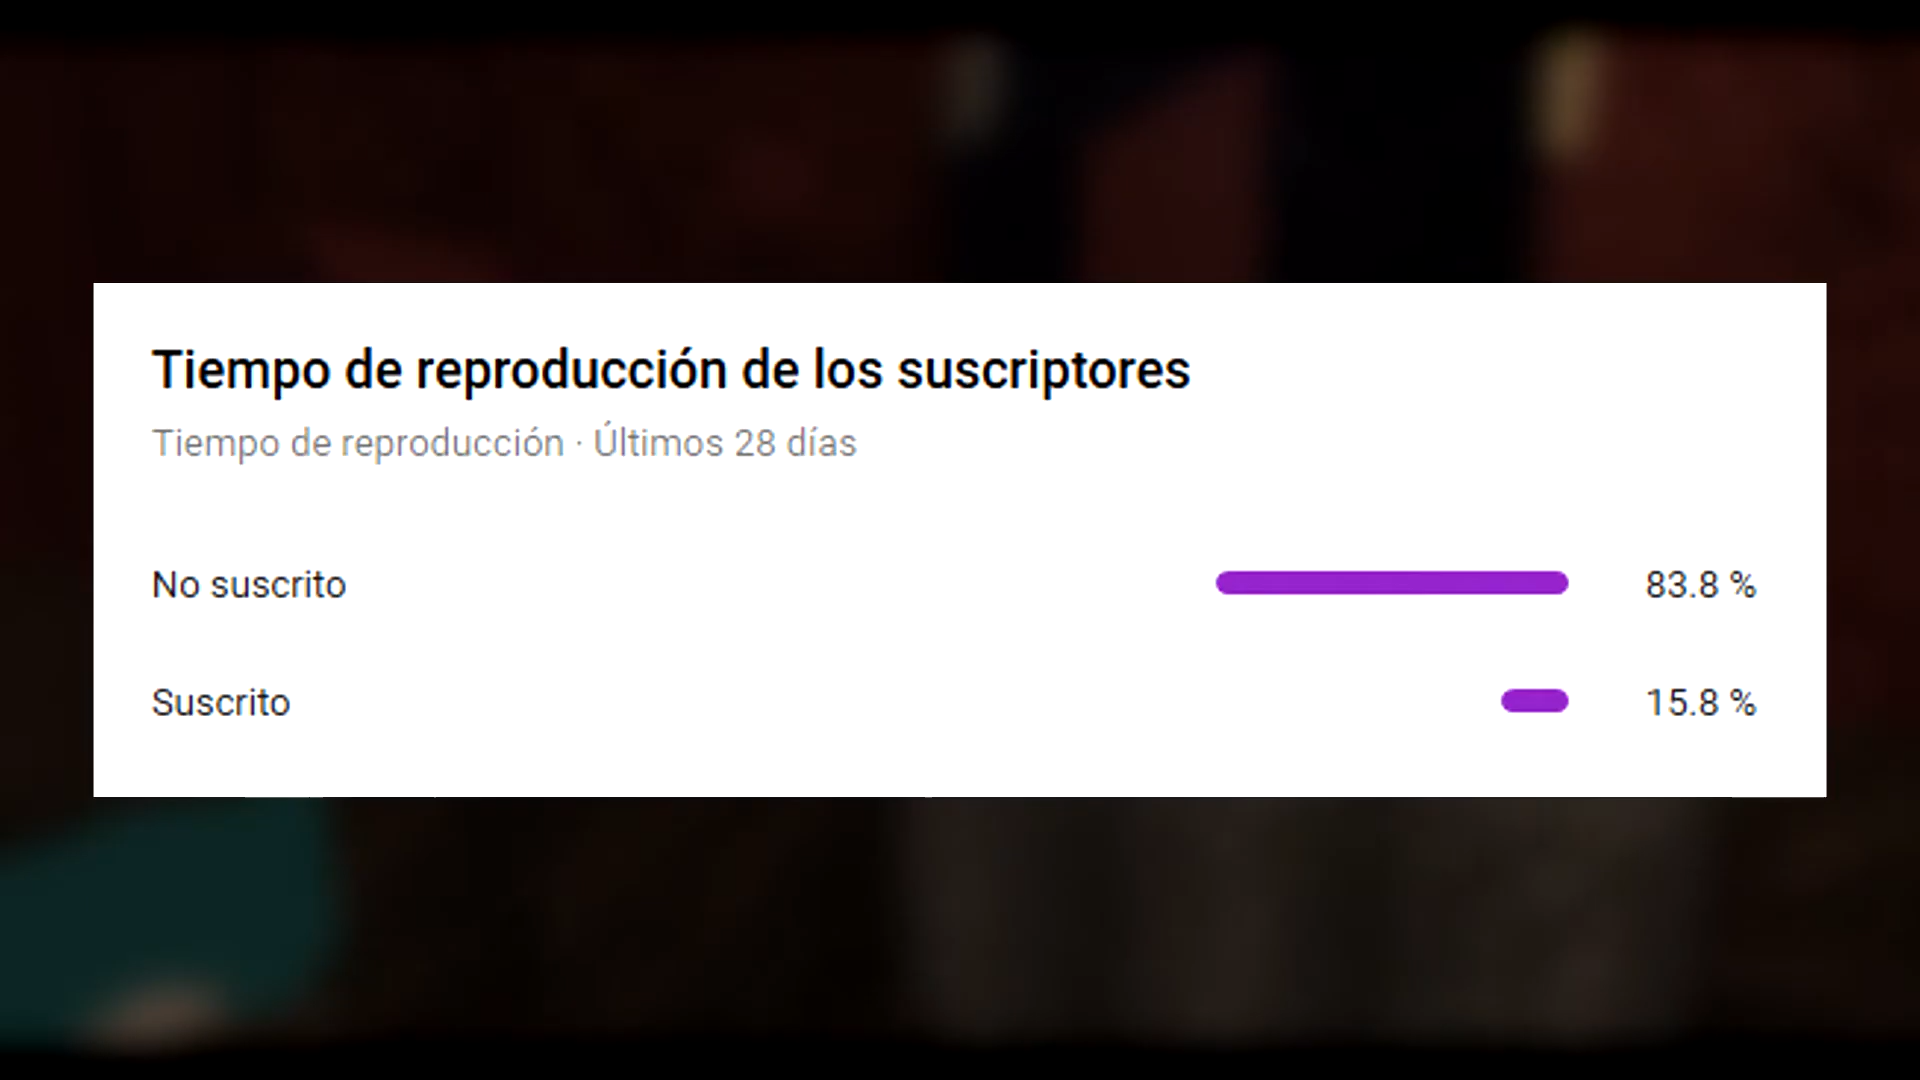 Tiempo de reproducción de los suscriptores
Tiempo de reproducción · Últimos 28 días
No suscrito 83.8 %
Suscrito 15.8 %